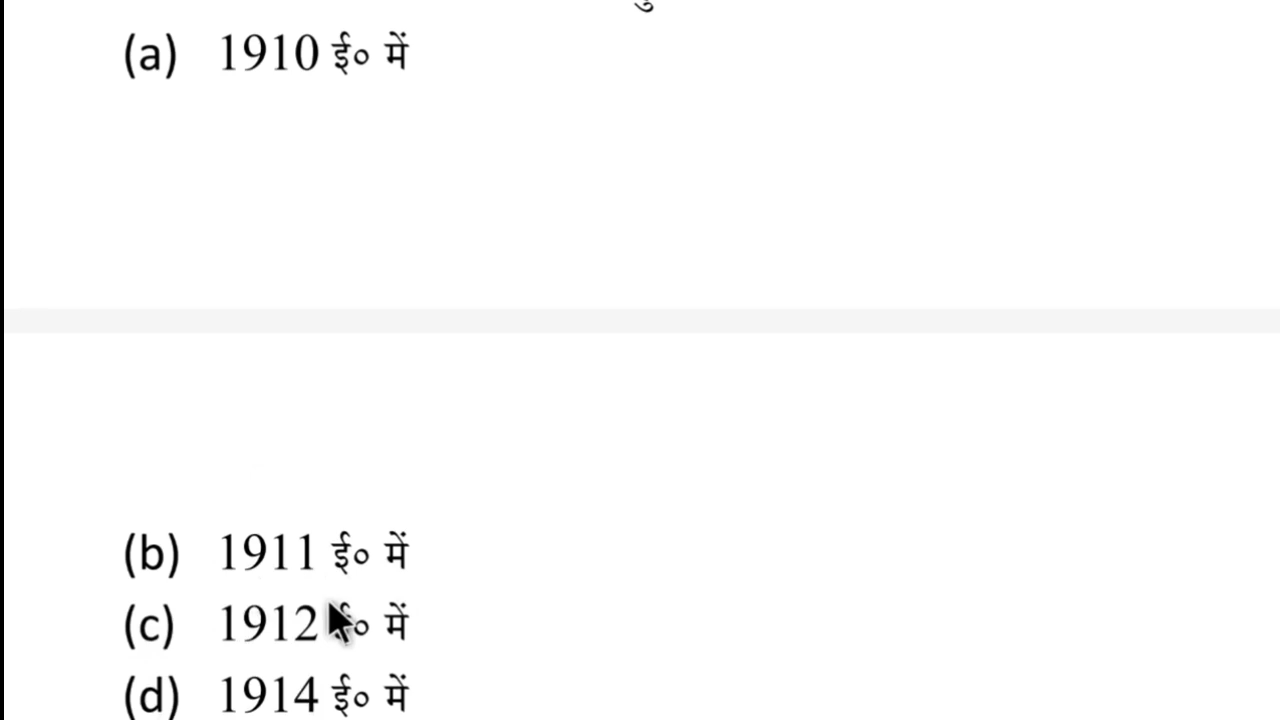 (a) 1910 ई० में
(b) 1911 ई० में
(c) 1912 ई० में
(d) 1914 ई० में